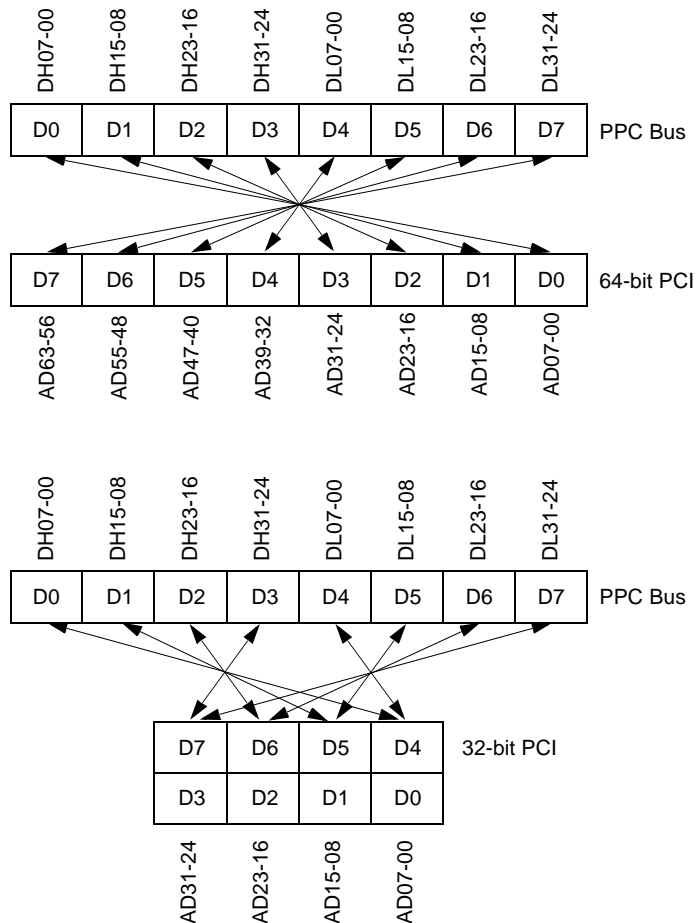 DH07-00 DH15-08 DH23-16 DH31-24 DL07-00 DL15-08 DL23-16 DL31-24
D0 D1 D2 D3 D4 D5 D6 D7 PPC Bus
D7 D6 D5 D4 D3 D2 D1 D0 64-bit PCI
AD63-56 AD55-48 AD47-40 AD39-32 AD31-24 AD23-16 AD15-08 AD07-00
DH07-00 DH15-08 DH23-16 DH31-24 DL07-00 DL15-08 DL23-16 DL31-24
D0 D1 D2 D3 D4 D5 D6 D7 PPC Bus
D7 D6 D5 D4 32-bit PCI
D3 D2 D1 D0
AD31-24 AD23-16 AD15-08 AD07-00